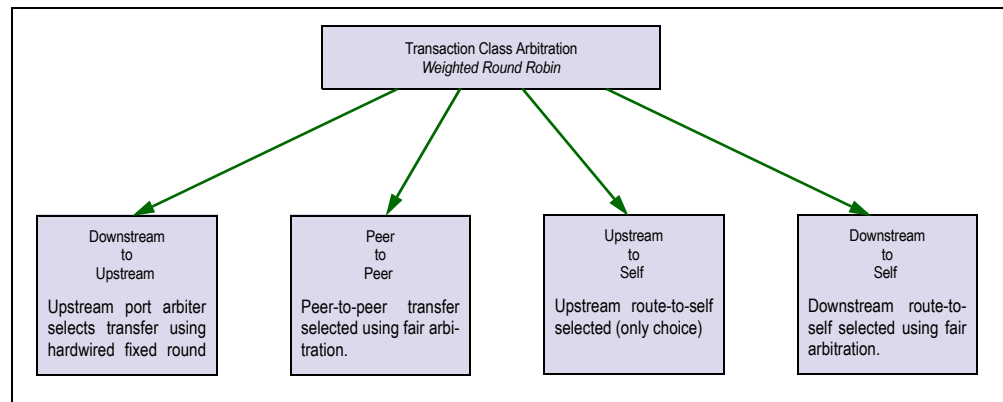 Transaction Class Arbitration
Weighted Round Robin
Downstream
to
Upstream
Upstream port arbiter
selects transfer using
hardwired fixed round
Peer
to
Peer
Peer-to-peer transfer
selected using fair arbi-
tration.
Upstream
to
Self
Upstream route-to-self
selected (only choice)
Downstream
to
Self
Downstream route-to-
self selected using fair
arbitration.